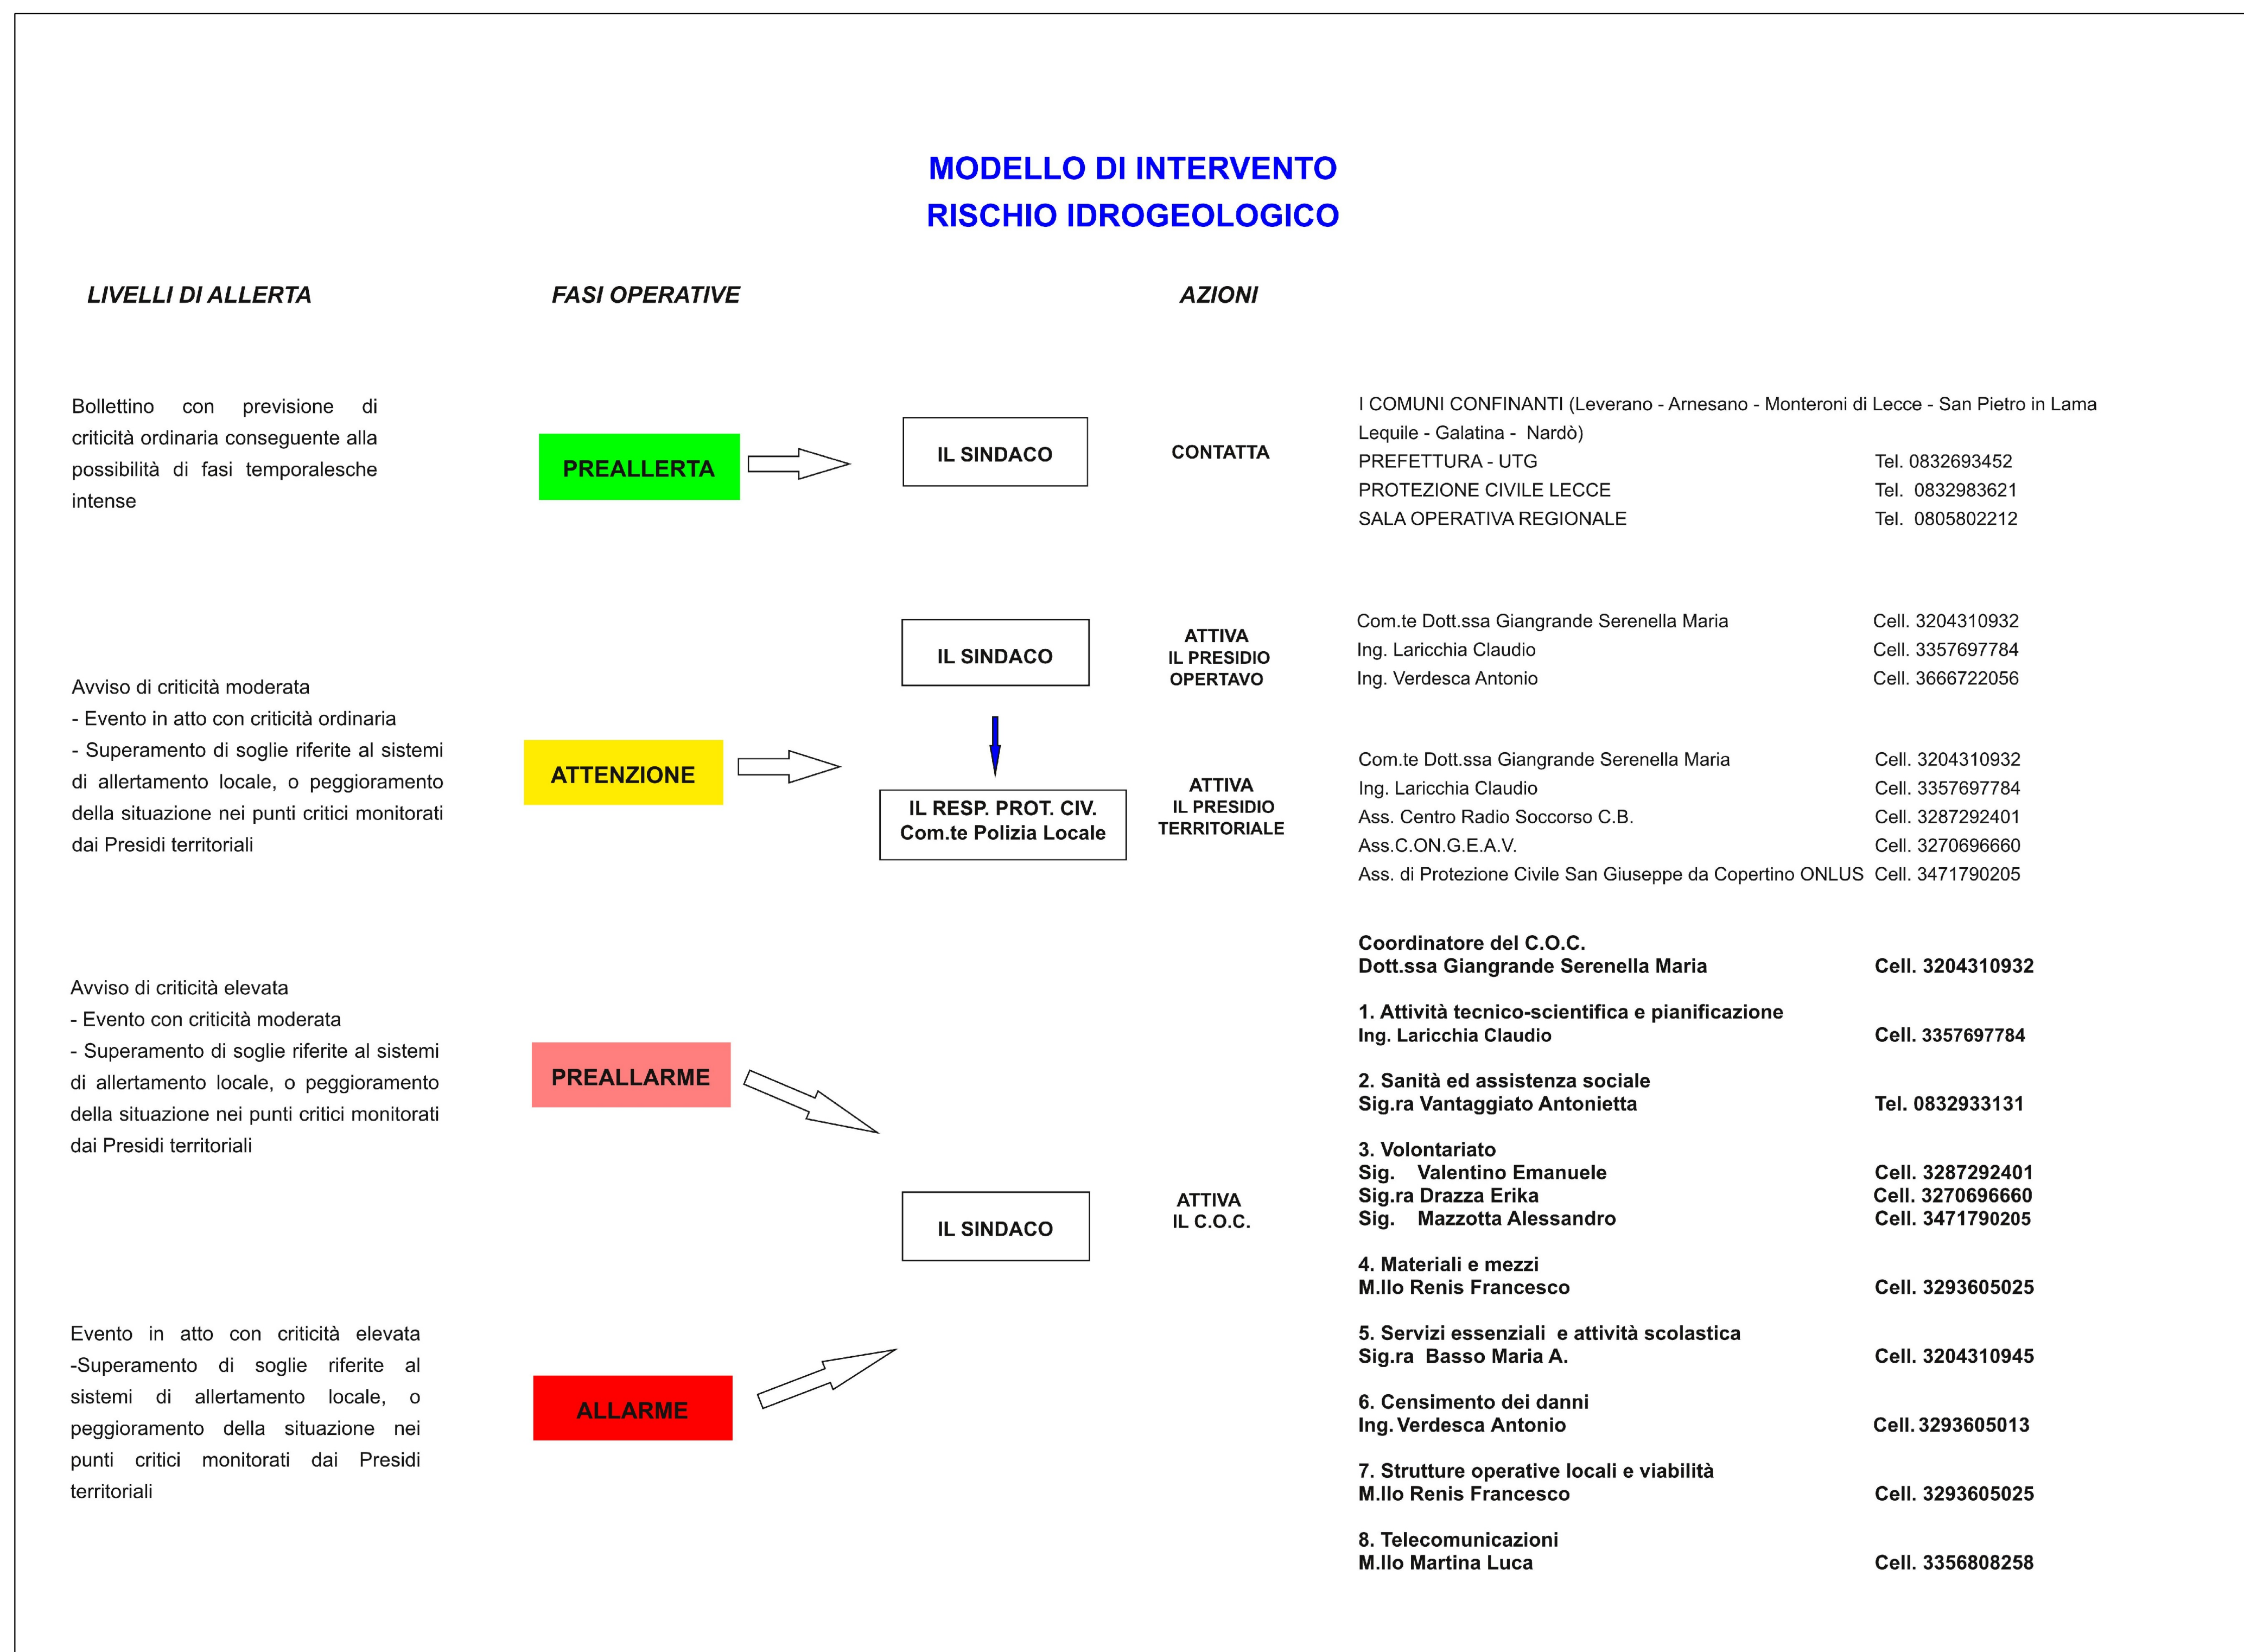 MODELLO DI INTERVENTO
RISCHIO IDROGEOLOGICO
LIVELLI DI ALLERTA
FASI OPERATIVE
AZIONI
Bollettino con previsione di
criticità ordinaria conseguente alla
possibilità di fasi temporalesche
intense
PREALLERTA
IL SINDACO
CONTATTA
I COMUNI CONFINANTI (Leverano - Arnesano - Monteroni di Lecce - San Pietro in Lama
Lequile - Galatina - Nardò)
PREFETTURA - UTG Tel. 0832693452
PROTEZIONE CIVILE LECCE Tel. 0832983621
SALA OPERATIVA REGIONALE Tel. 0805802212
Avviso di criticità moderata
- Evento in atto con criticità ordinaria
- Superamento di soglie riferite al sistemi
di allertamento locale, o peggioramento
della situazione nei punti critici monitorati
dai Presidi territoriali
ATTENZIONE
IL SINDACO
ATTIVA
IL PRESIDIO
OPERTAVO
Com.te Dott.ssa Giangrande Serenella Maria Cell. 3204310932
Ing. Laricchia Claudio Cell. 3357697784
Ing. Verdesca Antonio Cell. 3666722056
IL RESP. PROT. CIV.
Com.te Polizia Locale
ATTIVA
IL PRESIDIO
TERRITORIALE
Com.te Dott.ssa Giangrande Serenella Maria Cell. 3204310932
Ing. Laricchia Claudio Cell. 3357697784
Ass. Centro Radio Soccorso C.B. Cell. 3287292401
Ass.C.ON.G.E.A.V. Cell. 3270696660
Ass. di Protezione Civile San Giuseppe da Copertino ONLUS Cell. 3471790205
Avviso di criticità elevata
- Evento con criticità moderata
- Superamento di soglie riferite al sistemi
di allertamento locale, o peggioramento
della situazione nei punti critici monitorati
dai Presidi territoriali
PREALLARME
Evento in atto con criticità elevata
-Superamento di soglie riferite al
sistemi di allertamento locale, o
peggioramento della situazione nei
punti critici monitorati dai Presidi
territoriali
ALLARME
IL SINDACO
ATTIVA
IL C.O.C.
Coordinatore del C.O.C.
Dott.ssa Giangrande Serenella Maria Cell. 3204310932
1. Attività tecnico-scientifica e pianificazione
Ing. Laricchia Claudio Cell. 3357697784
2. Sanità ed assistenza sociale
Sig.ra Vantaggiato Antonietta Tel. 0832933131
3. Volontariato
Sig. Valentino Emanuele Cell. 3287292401
Sig.ra Drazza Erika Cell. 3270696660
Sig. Mazzotta Alessandro Cell. 3471790205
4. Materiali e mezzi
M.llo Renis Francesco Cell. 3293605025
5. Servizi essenziali e attività scolastica
Sig.ra Basso Maria A. Cell. 3204310945
6. Censimento dei danni
Ing. Verdesca Antonio Cell. 3293605013
7. Strutture operative locali e viabilità
M.llo Renis Francesco Cell. 3293605025
8. Telecomunicazioni
M.llo Martina Luca Cell. 3356808258